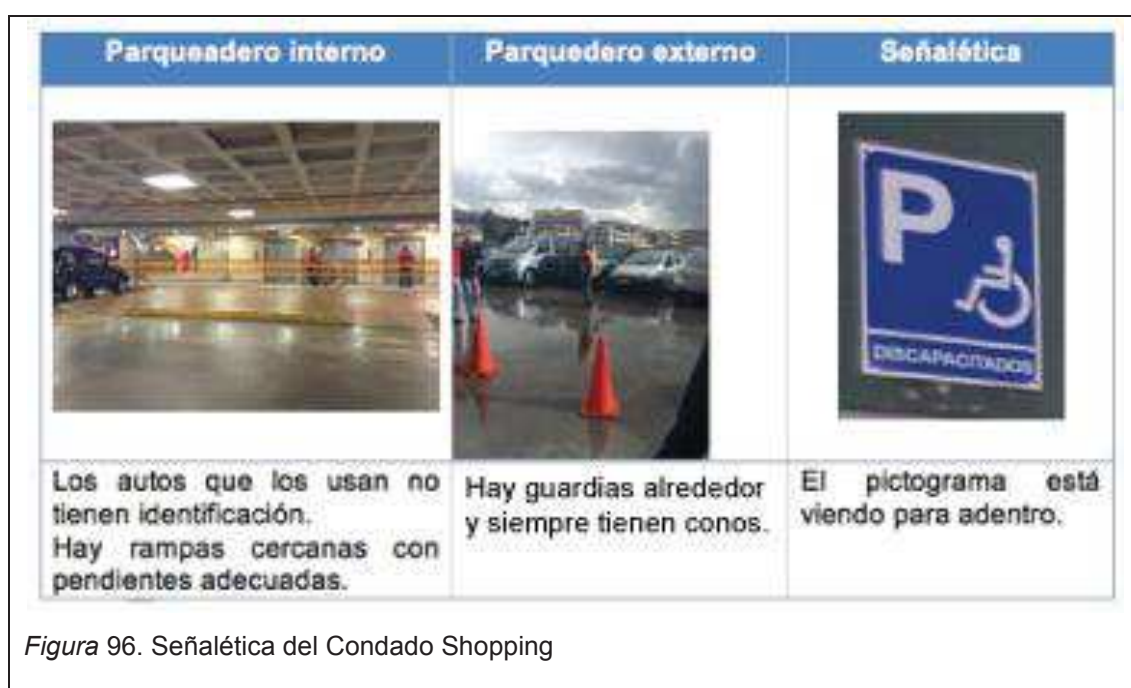 Parqueadero interno
Parquedero externo
Señalética
P
DISCAPACITADOS
Los autos que los usan no
tienen identificación.
Hay rampas cercanas con
pendientes adecuadas.
Hay guardias alrededor
y siempre tienen conos.
El pictograma está
viendo para adentro.
Figura 96. Señalética del Condado Shopping